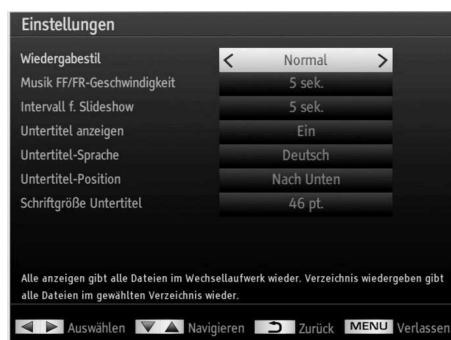 Einstellungen
Wiedergabestil < Normal >
Musik FF/FR-Geschwindigkeit 5 sek.
Intervall f. Slideshow 5 sek.
Untertitel anzeigen Ein
Untertitel-Sprache Deutsch
Untertitel-Position Nach Unten
Schriftgröße Untertitel 46 pt.
Alle anzeigen gibt alle Dateien im Wechsellaufwerk wieder. Verzeichnis wiedergeben gibt
alle Dateien im gewählten Verzeichnis wieder.
Auswählen Navigieren Zurück MENU Verlassen